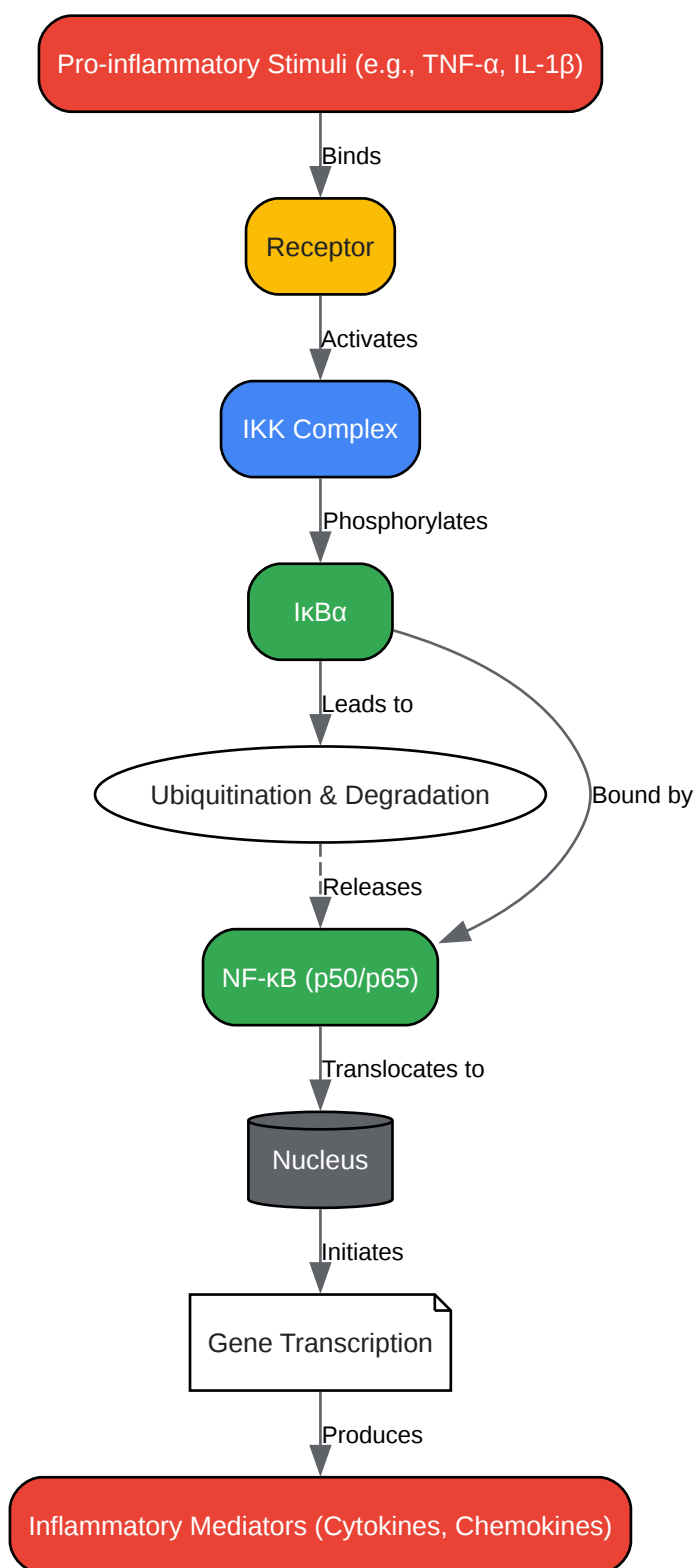 Pro-inflammatory Stimuli (e.g., TNF-α, IL-1β)
Binds
Receptor
Activates
IKK Complex
Phosphorylates
IκBα
Leads to
Ubiquitination & Degradation
Bound by
Releases
NF-κB (p50/p65)
Translocates to
Nucleus
Initiates
Gene Transcription
Produces
Inflammatory Mediators (Cytokines, Chemokines)